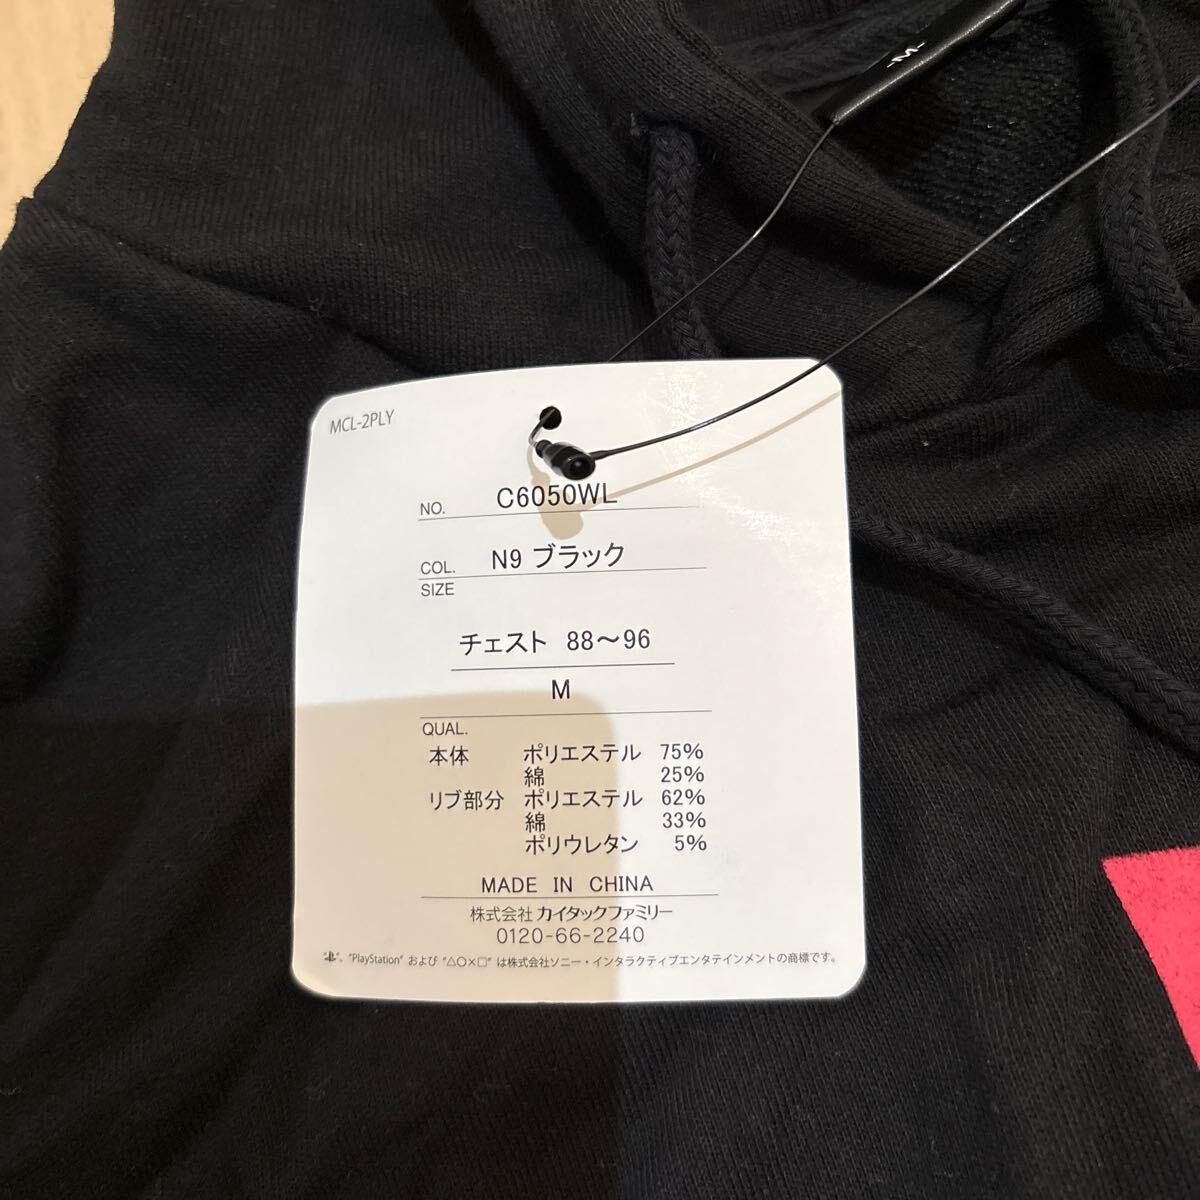 -M-
MCL-2PLY
NO. C6050WL
COL. N9 ブラック
SIZE
チェスト 88～96
M
QUAL.
本体 ポリエステル 75%
綿 25%
リブ部分 ポリエステル 62%
綿 33%
ポリウレタン 5%
MADE IN CHINA
株式会社カイタックファミリー
0120-66-2240
"PlayStation" および "△○×□" は株式会社ソニー・インタラクティブエンタテインメントの商標です。